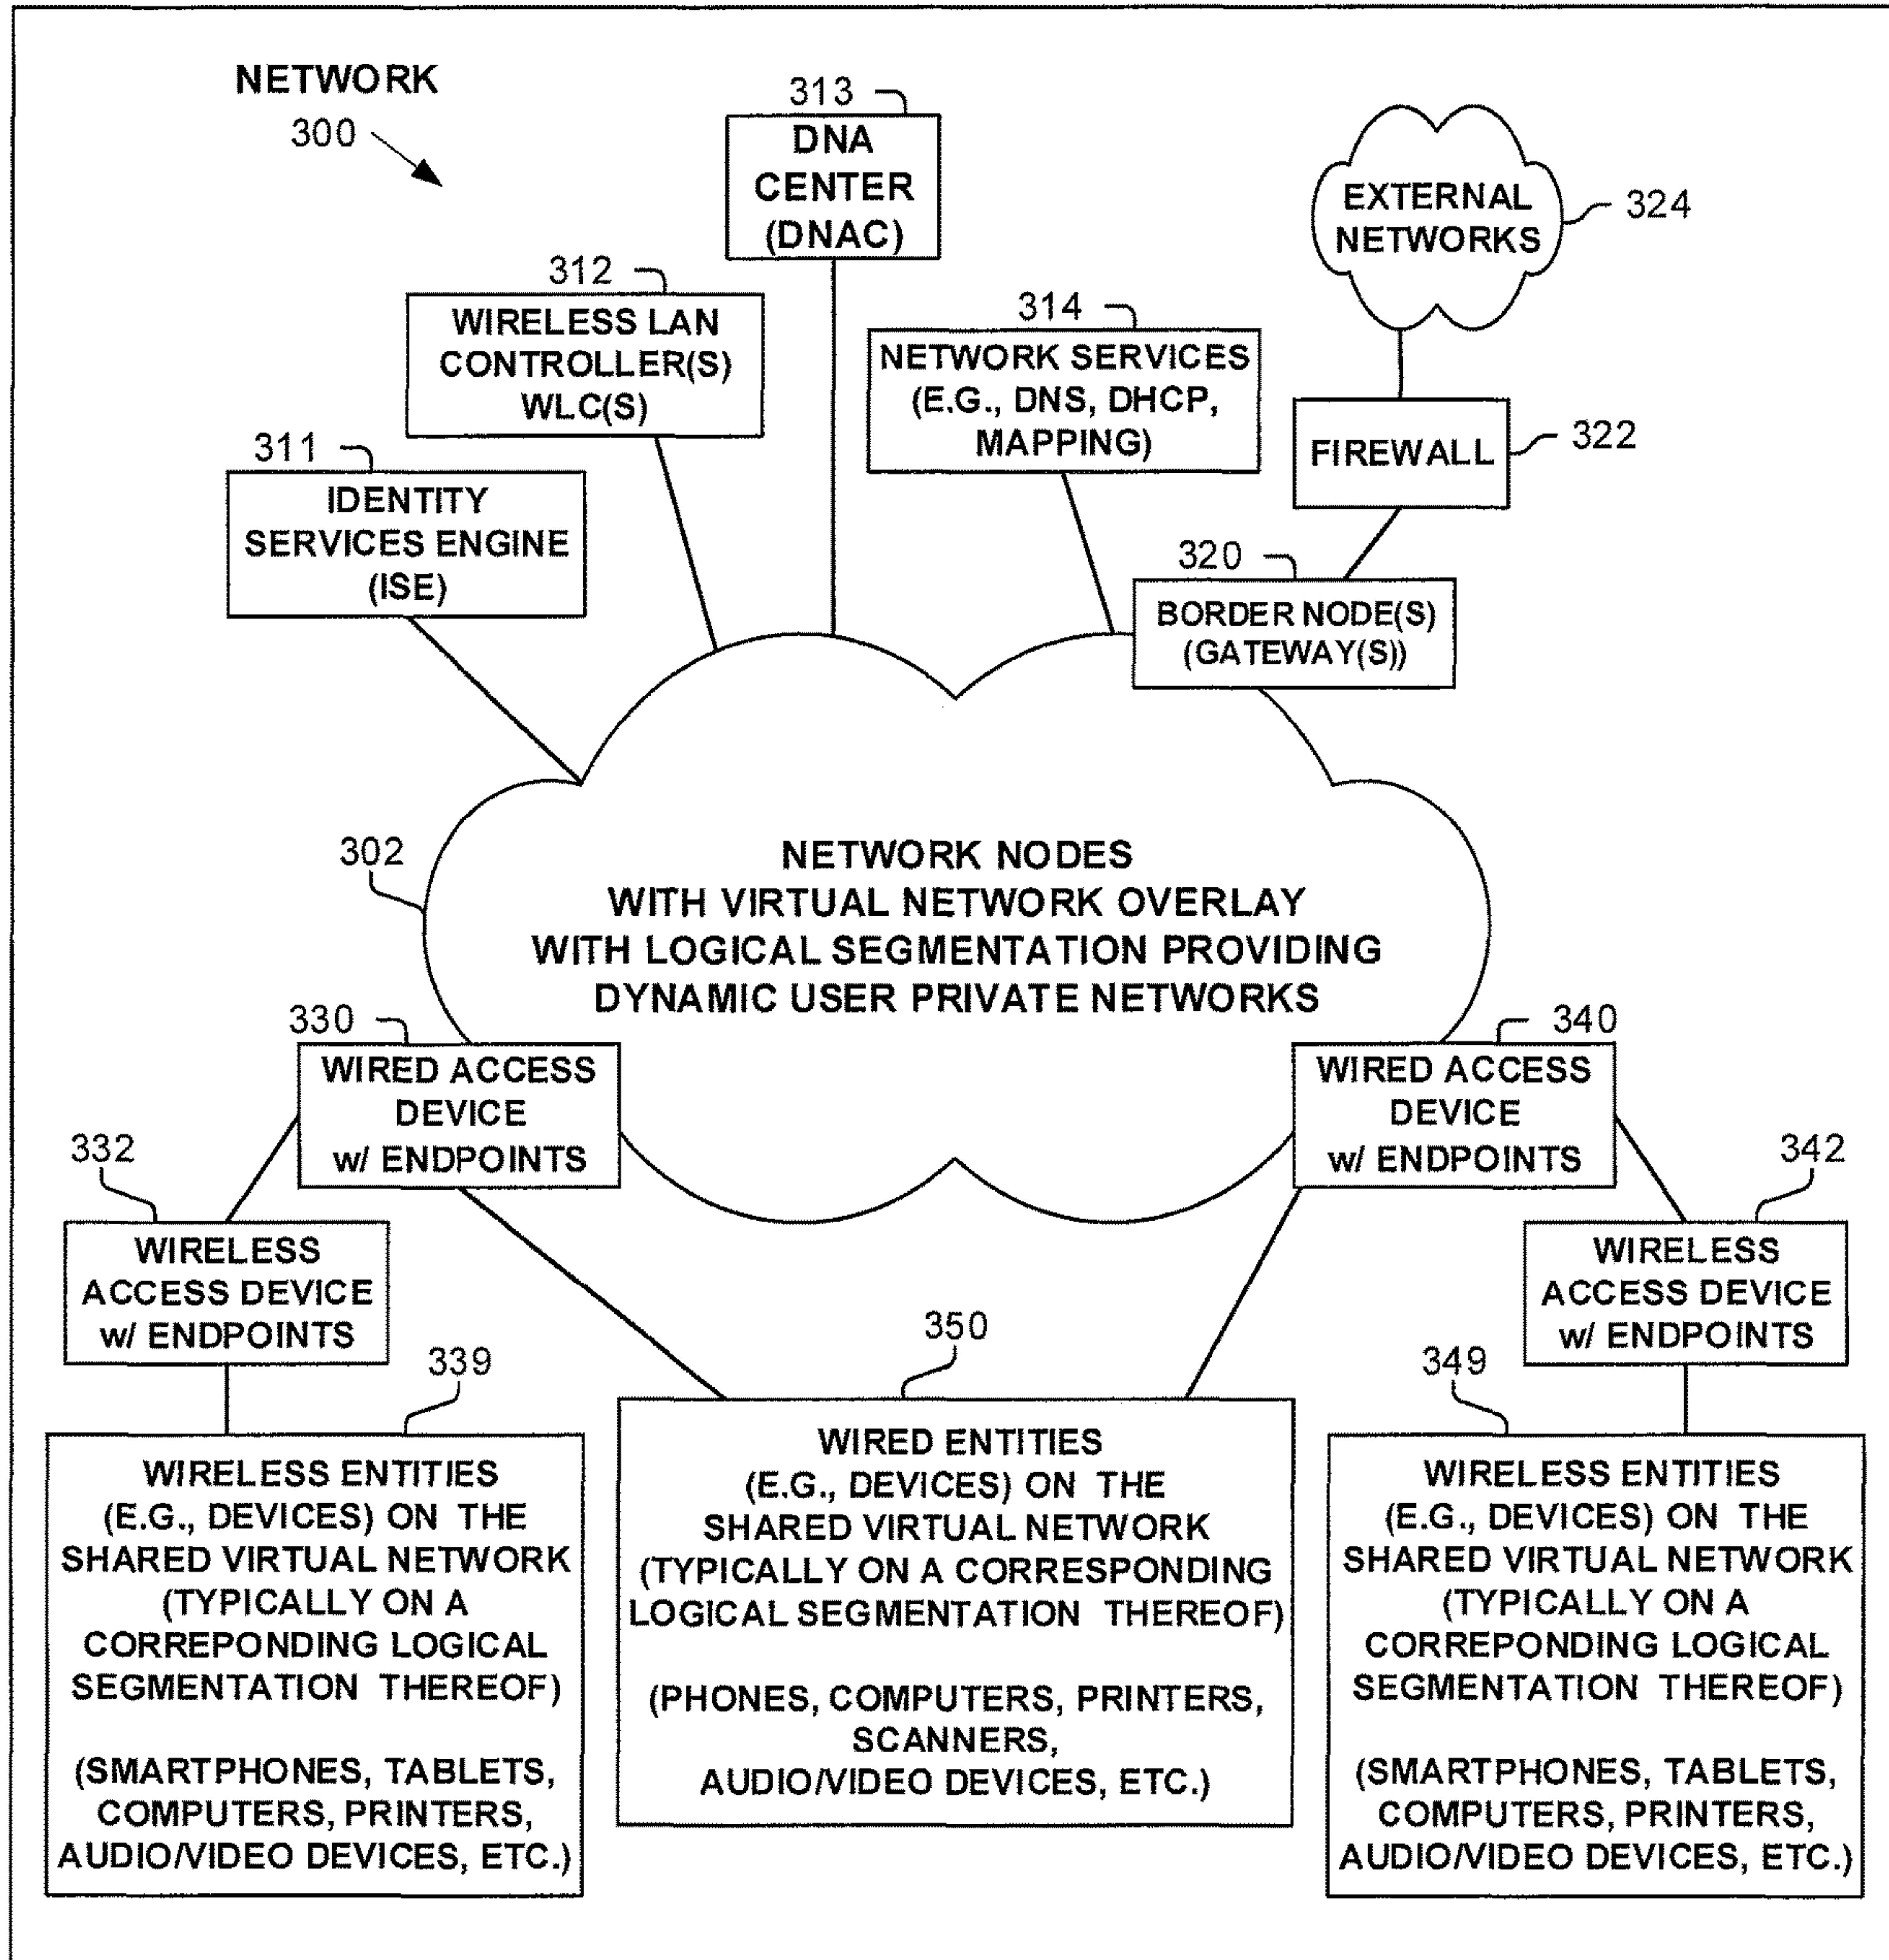 NETWORK
300
313
DNA
CENTER
(DNAC)
EXTERNAL
NETWORKS
324
312
WIRELESS LAN
CONTROLLER(S)
WLC(S)
314
NETWORK SERVICES
(E.G., DNS, DHCP,
MAPPING)
FIREWALL
322
311
IDENTITY
SERVICES ENGINE
(ISE)
320
BORDER NODE(S)
(GATEWAY(S))
302
NETWORK NODES
WITH VIRTUAL NETWORK OVERLAY
WITH LOGICAL SEGMENTATION PROVIDING
DYNAMIC USER PRIVATE NETWORKS
330
WIRED ACCESS
DEVICE
w/ ENDPOINTS
340
WIRED ACCESS
DEVICE
w/ ENDPOINTS
332
WIRELESS
ACCESS DEVICE
w/ ENDPOINTS
342
WIRELESS
ACCESS DEVICE
w/ ENDPOINTS
339
WIRELESS ENTITIES
(E.G., DEVICES) ON THE
SHARED VIRTUAL NETWORK
(TYPICALLY ON A
CORREPONDING LOGICAL
SEGMENTATION THEREOF)
(SMARTPHONES, TABLETS,
COMPUTERS, PRINTERS,
AUDIO/VIDEO DEVICES, ETC.)
350
WIRED ENTITIES
(E.G., DEVICES) ON THE
SHARED VIRTUAL NETWORK
(TYPICALLY ON A CORRESPONDING
LOGICAL SEGMENTATION THEREOF)
(PHONES, COMPUTERS, PRINTERS,
SCANNERS,
AUDIO/VIDEO DEVICES, ETC.)
349
WIRELESS ENTITIES
(E.G., DEVICES) ON THE
SHARED VIRTUAL NETWORK
(TYPICALLY ON A
CORREPONDING LOGICAL
SEGMENTATION THEREOF)
(SMARTPHONES, TABLETS,
COMPUTERS, PRINTERS,
AUDIO/VIDEO DEVICES, ETC.)